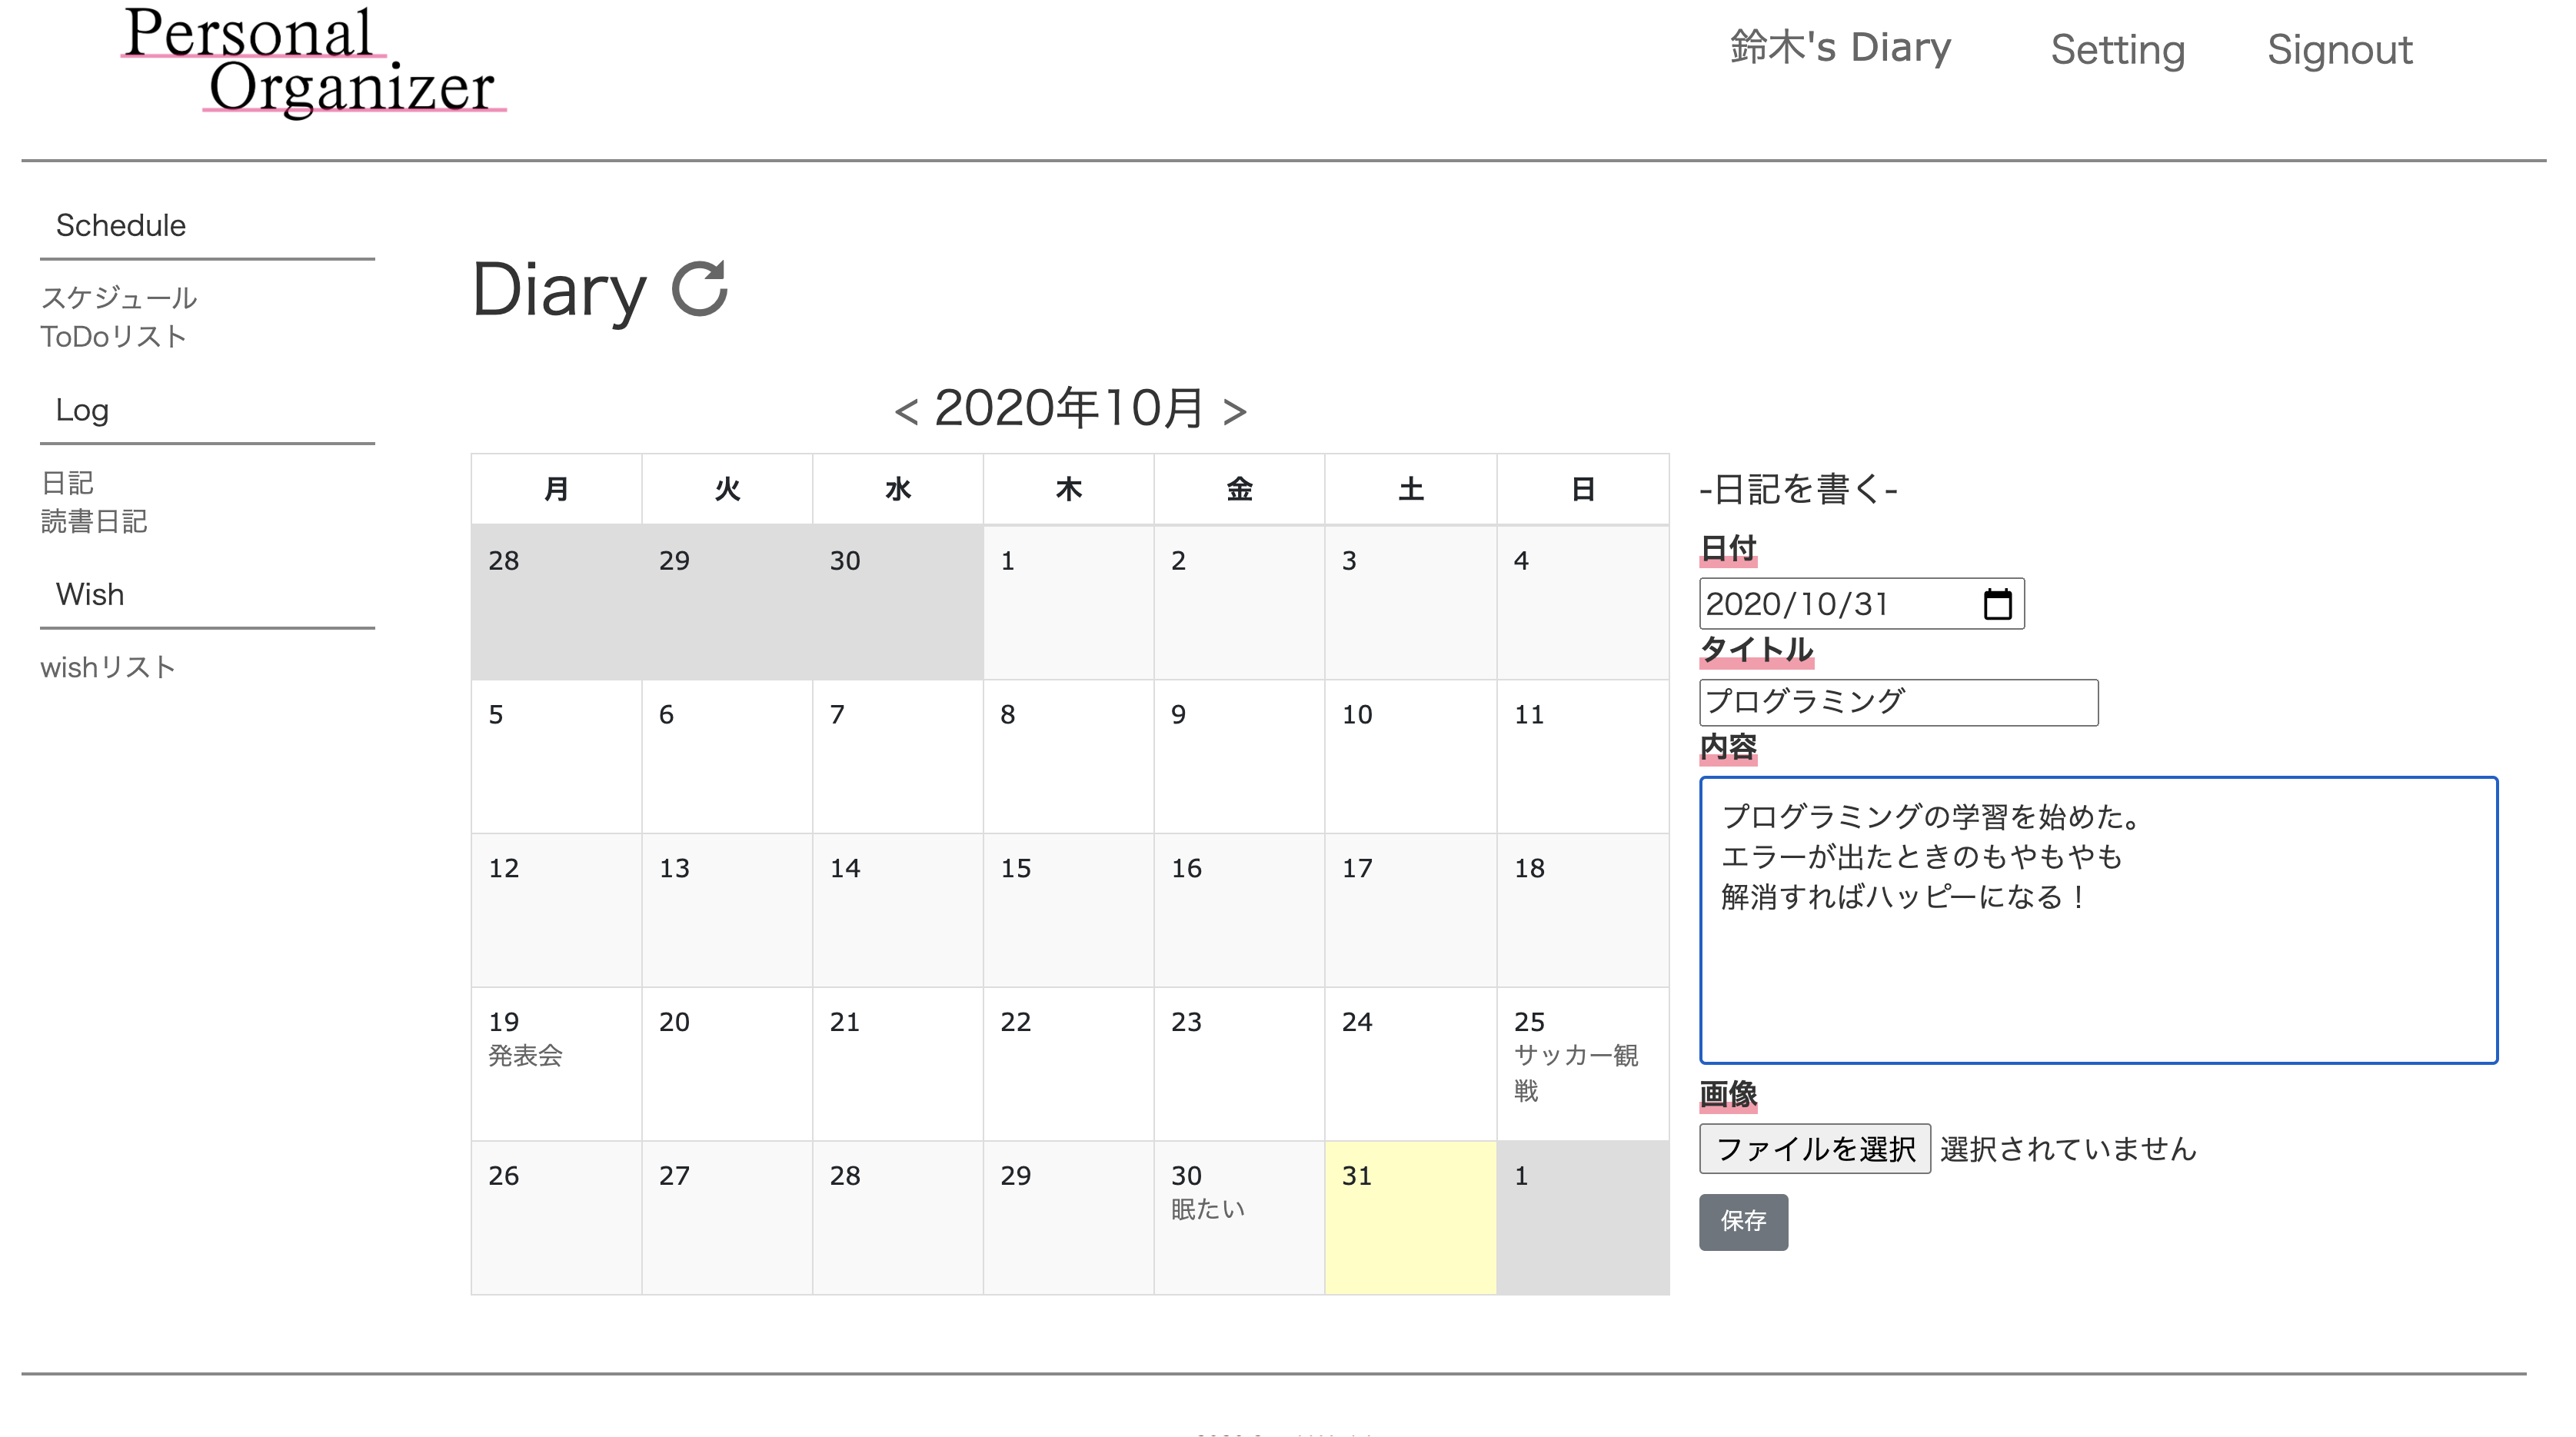 Personal
Organizer
鈴木's Diary
Setting
Signout
Schedule
スケジュール
ToDoリスト
Log
日記
読書日記
Wish
wishリスト
Diary
< 2020年10月 >
月 火 水 木 金 土 日
28 29 30 1 2 3 4
5 6 7 8 9 10 11
12 13 14 15 16 17 18
19 20 21 22 23 24 25
発表会 サッカー観
戦
26 27 28 29 30 31 1
眠たい
-日記を書く-
日付
2020/10/31
タイトル
プログラミング
内容
プログラミングの学習を始めた。
エラーが出たときのもやもやも
解消すればハッピーになる！
画像
ファイルを選択 選択されていません
保存